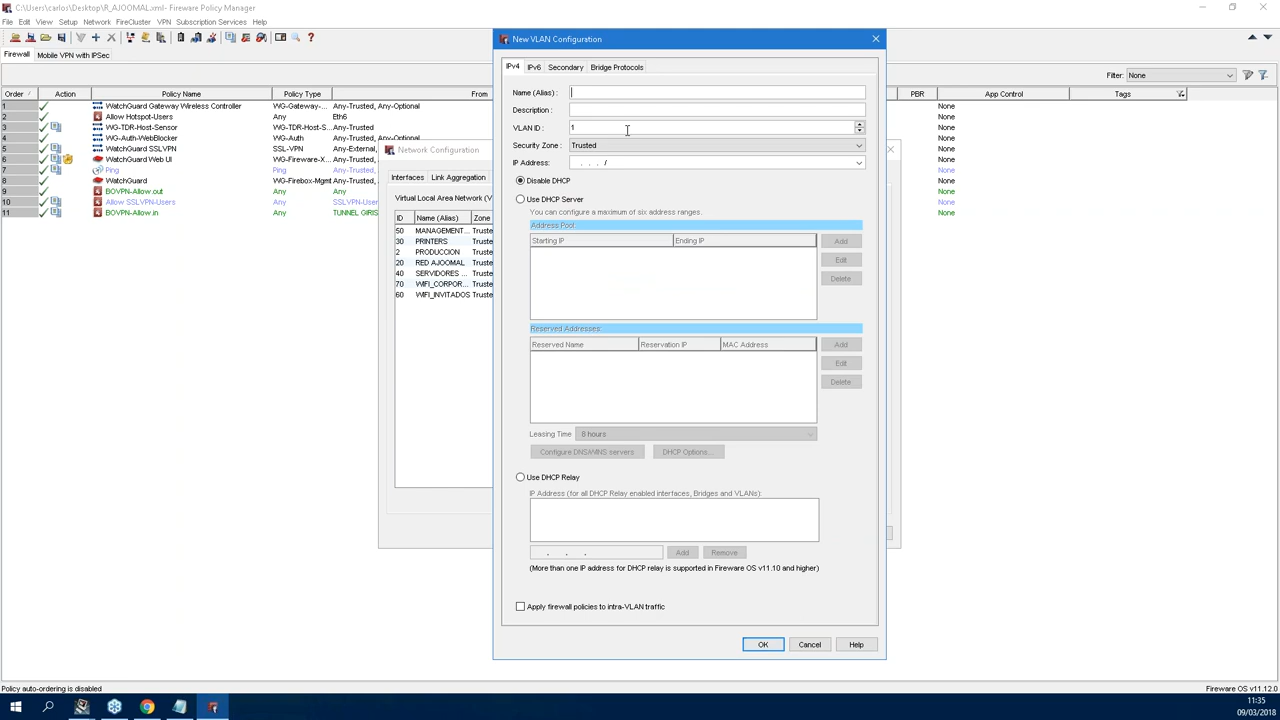 C:\Users\carlos\Desktop\R_AJOOMAL.xml- Fireware Policy Manager
File Edit View Setup Network FireCluster VPN Subscription Services Help
Firewall Mobile VPN with IPSec
Filter: None
Order / Action Policy Name Policy Type From PBR App Control Tags
1 WatchGuard Gateway Wireless Controller WG-Gateway-... Any-Trusted, Any-Optional None
2 Allow Hotspot-Users Any Eth6 None
3 WG-TDR-Host-Sensor WG-TDR-Host-... Any-Trusted None
4 WG-Auth-WebBlocker WG-Auth Any-Trusted, Any-Optional None
5 WatchGuard SSLVPN SSL-VPN Any-External, None
6 WatchGuard Web UI WG-Fireware-X... Any-Trusted, None
7 Ping Ping Any-Trusted, None
8 WatchGuard WG-Firebox-Mgmt Any-Trusted, None
9 BOVPN-Allow.out Any Any None
10 Allow SSLVPN-Users Any SSLVPN-Us... None
11 BOVPN-Allow.in Any TUNNEL GIRIS... None
Network Configuration
Interfaces Link Aggregation
Virtual Local Area Network (V
ID Name (Alias) Zone
50 MANAGEMENT... Truste
30 PRINTERS Truste
2 PRODUCCION Truste
20 RED AJOOMAL Truste
40 SERVIDORES ... Truste
70 WIFI_CORPOR... Truste
60 WIFI_INVITADOS Truste
New VLAN Configuration
IPv4 IPv6 Secondary Bridge Protocols
Name (Alias) :
Description :
VLAN ID : 1
Security Zone : Trusted
IP Address: . . . /
Disable DHCP
Use DHCP Server
You can configure a maximum of six address ranges.
Address Pool:
Starting IP Ending IP
Add
Edit
Delete
Reserved Addresses:
Reserved Name Reservation IP MAC Address
Add
Edit
Delete
Leasing Time 8 hours
Configure DNS/WINS servers DHCP Options...
Use DHCP Relay
IP Address (for all DHCP Relay enabled interfaces, Bridges and VLANs):
. . . Add Remove
(More than one IP address for DHCP relay is supported in Fireware OS v11.10 and higher)
Apply firewall policies to intra-VLAN traffic
OK Cancel Help
Policy auto-ordering is disabled Fireware OS v11.12.0
11:35
09/03/2018